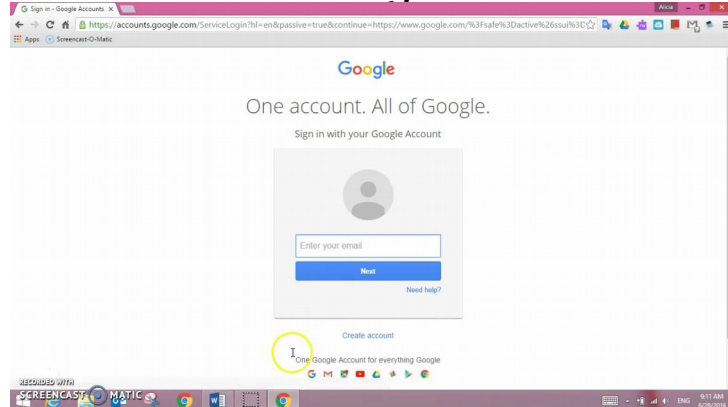 Sign in - Google Accounts
Alicia
https://accounts.google.com/ServiceLogin?hl=en&passive=true&continue=https://www.google.com/%3Fsafe%3Dactive%26ssui%3D
Apps Screencast-O-Matic
Google
One account. All of Google.
Sign in with your Google Account
Enter your email
Next
Need help?
Create account
One Google Account for everything Google
RECORDED WITH
SCREENCAST-O-MATIC
ENG
9:11 AM
6/28/2016